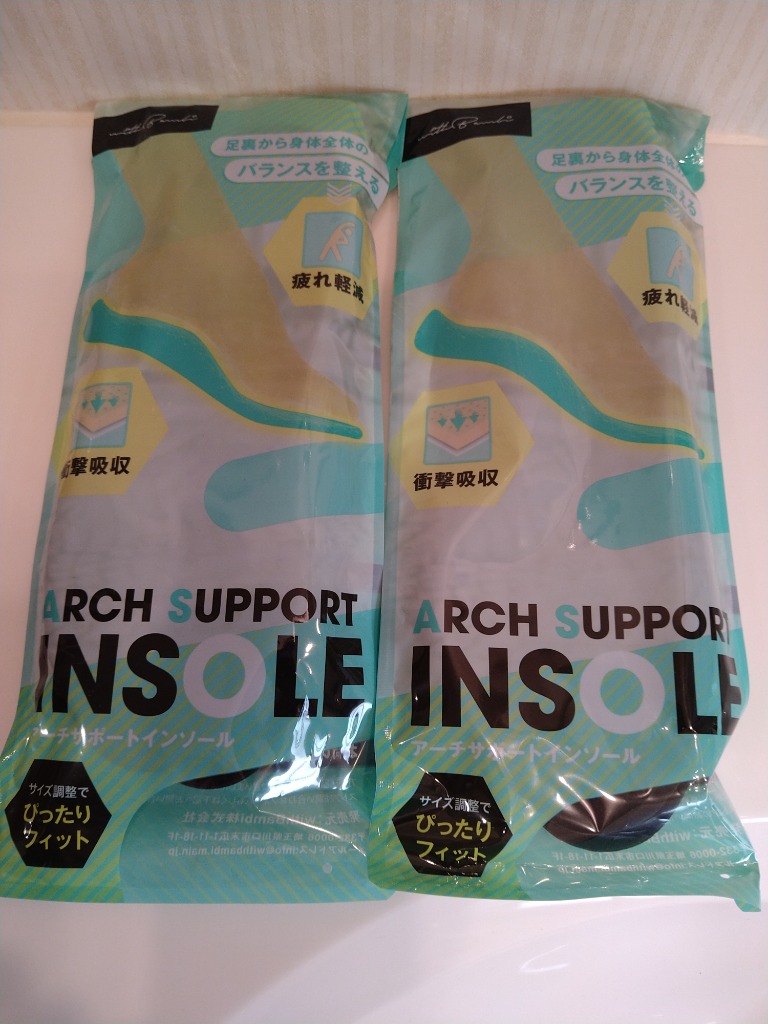 足裏から身体全体の
バランスを整える
疲れ軽減
衝撃吸収
ARCH SUPPORT
INSOLE
アーチサポートインソール
サイズ調整で
ぴったり
フィット
足裏から身体全体の
バランスを整える
疲れ軽減
衝撃吸収
ARCH SUPPORT
INSOLE
アーチサポートインソール
サイズ調整で
ぴったり
フィット